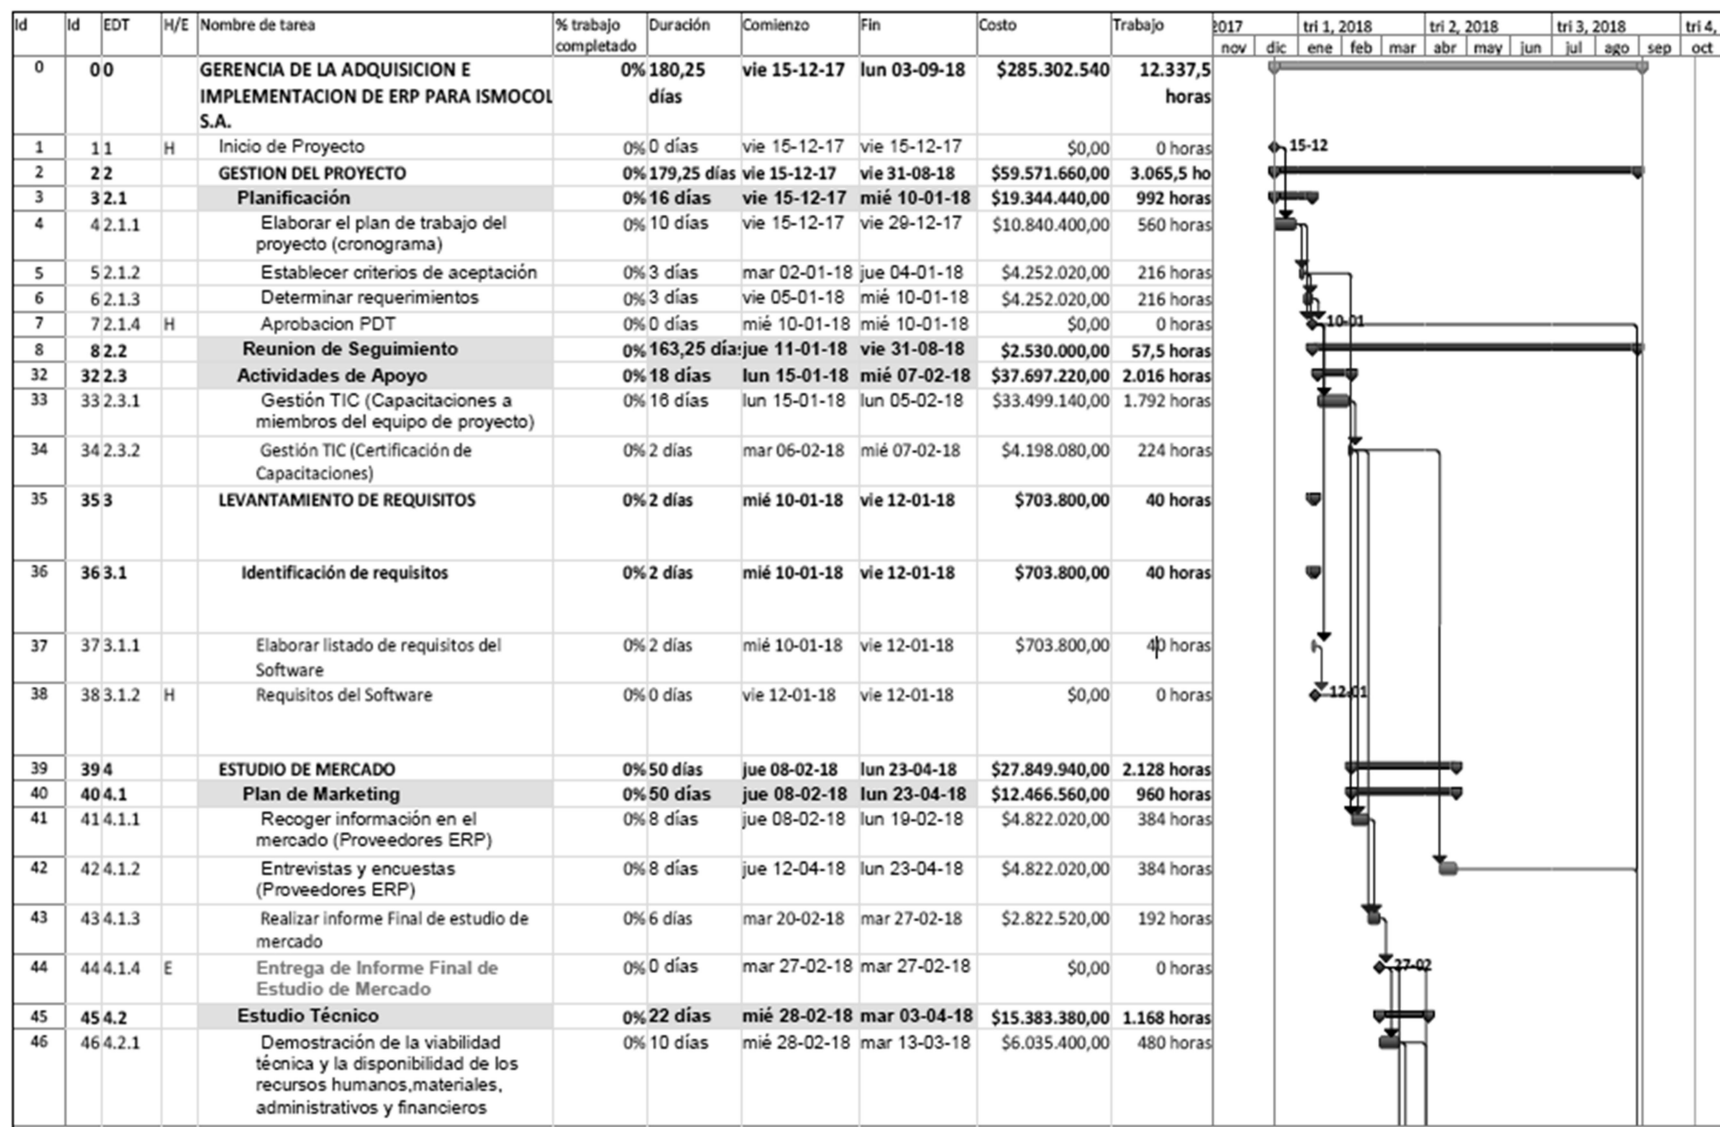 Id Id EDT H/E Nombre de tarea % trabajo Duración Comienzo Fin Costo Trabajo 2017 tri 1, 2018 tri 2, 2018 tri 3, 2018 tri 4,
completado nov dic ene feb mar abr may jun jul ago sep oct
0 0 0 GERENCIA DE LA ADQUISICION E 0% 180,25 vie 15-12-17 lun 03-09-18 $285.302.540 12.337,5
IMPLEMENTACION DE ERP PARA ISMOCOL días horas
S.A.
1 1 1 H Inicio de Proyecto 0% 0 días vie 15-12-17 vie 15-12-17 $0,00 0 horas 15-12
2 2 2 GESTION DEL PROYECTO 0% 179,25 días vie 15-12-17 vie 31-08-18 $59.571.660,00 3.065,5 ho
3 3 2.1 Planificación 0% 16 días vie 15-12-17 mié 10-01-18 $19.344.440,00 992 horas
4 4 2.1.1 Elaborar el plan de trabajo del 0% 10 días vie 15-12-17 vie 29-12-17 $10.840.400,00 560 horas
proyecto (cronograma)
5 5 2.1.2 Establecer criterios de aceptación 0% 3 días mar 02-01-18 jue 04-01-18 $4.252.020,00 216 horas
6 6 2.1.3 Determinar requerimientos 0% 3 días vie 05-01-18 mié 10-01-18 $4.252.020,00 216 horas
7 7 2.1.4 H Aprobacion PDT 0% 0 días mié 10-01-18 mié 10-01-18 $0,00 0 horas 10-01
8 8 2.2 Reunion de Seguimiento 0% 163,25 días jue 11-01-18 vie 31-08-18 $2.530.000,00 57,5 horas
32 32 2.3 Actividades de Apoyo 0% 18 días lun 15-01-18 mié 07-02-18 $37.697.220,00 2.016 horas
33 33 2.3.1 Gestión TIC (Capacitaciones a 0% 16 días lun 15-01-18 lun 05-02-18 $33.499.140,00 1.792 horas
miembros del equipo de proyecto)
34 34 2.3.2 Gestión TIC (Certificación de 0% 2 días mar 06-02-18 mié 07-02-18 $4.198.080,00 224 horas
Capacitaciones)
35 35 3 LEVANTAMIENTO DE REQUISITOS 0% 2 días mié 10-01-18 vie 12-01-18 $703.800,00 40 horas
36 36 3.1 Identificación de requisitos 0% 2 días mié 10-01-18 vie 12-01-18 $703.800,00 40 horas
37 37 3.1.1 Elaborar listado de requisitos del 0% 2 días mié 10-01-18 vie 12-01-18 $703.800,00 40 horas
Software
38 38 3.1.2 H Requisitos del Software 0% 0 días vie 12-01-18 vie 12-01-18 $0,00 0 horas 12-01
39 39 4 ESTUDIO DE MERCADO 0% 50 días jue 08-02-18 lun 23-04-18 $27.849.940,00 2.128 horas
40 40 4.1 Plan de Marketing 0% 50 días jue 08-02-18 lun 23-04-18 $12.466.560,00 960 horas
41 41 4.1.1 Recoger información en el 0% 8 días jue 08-02-18 lun 19-02-18 $4.822.020,00 384 horas
mercado (Proveedores ERP)
42 42 4.1.2 Entrevistas y encuestas 0% 8 días jue 12-04-18 lun 23-04-18 $4.822.020,00 384 horas
(Proveedores ERP)
43 43 4.1.3 Realizar informe Final de estudio de 0% 6 días mar 20-02-18 mar 27-02-18 $2.822.520,00 192 horas
mercado
44 44 4.1.4 E Entrega de Informe Final de 0% 0 días mar 27-02-18 mar 27-02-18 $0,00 0 horas 27-02
Estudio de Mercado
45 45 4.2 Estudio Técnico 0% 22 días mié 28-02-18 mar 03-04-18 $15.383.380,00 1.168 horas
46 46 4.2.1 Demostración de la viabilidad 0% 10 días mié 28-02-18 mar 13-03-18 $6.035.400,00 480 horas
técnica y la disponibilidad de los
recursos humanos,materiales,
administrativos y financieros